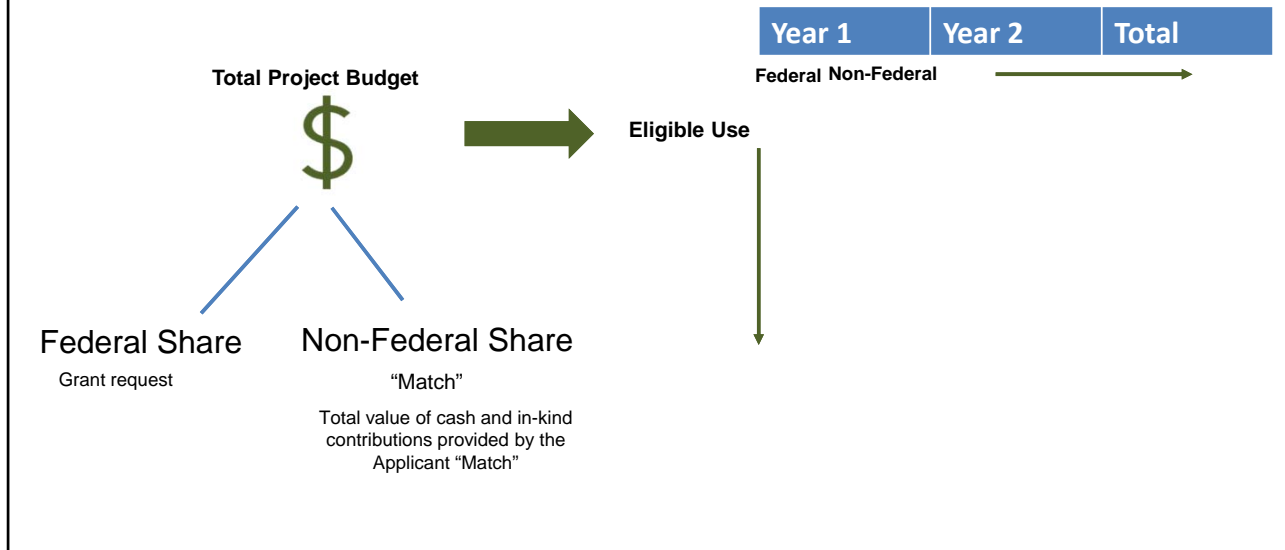 Year 1 Year 2 Total
Federal Non-Federal
Total Project Budget
$
Eligible Use
Federal Share
Grant request
Non-Federal Share
“Match”
Total value of cash and in-kind
contributions provided by the
Applicant “Match”